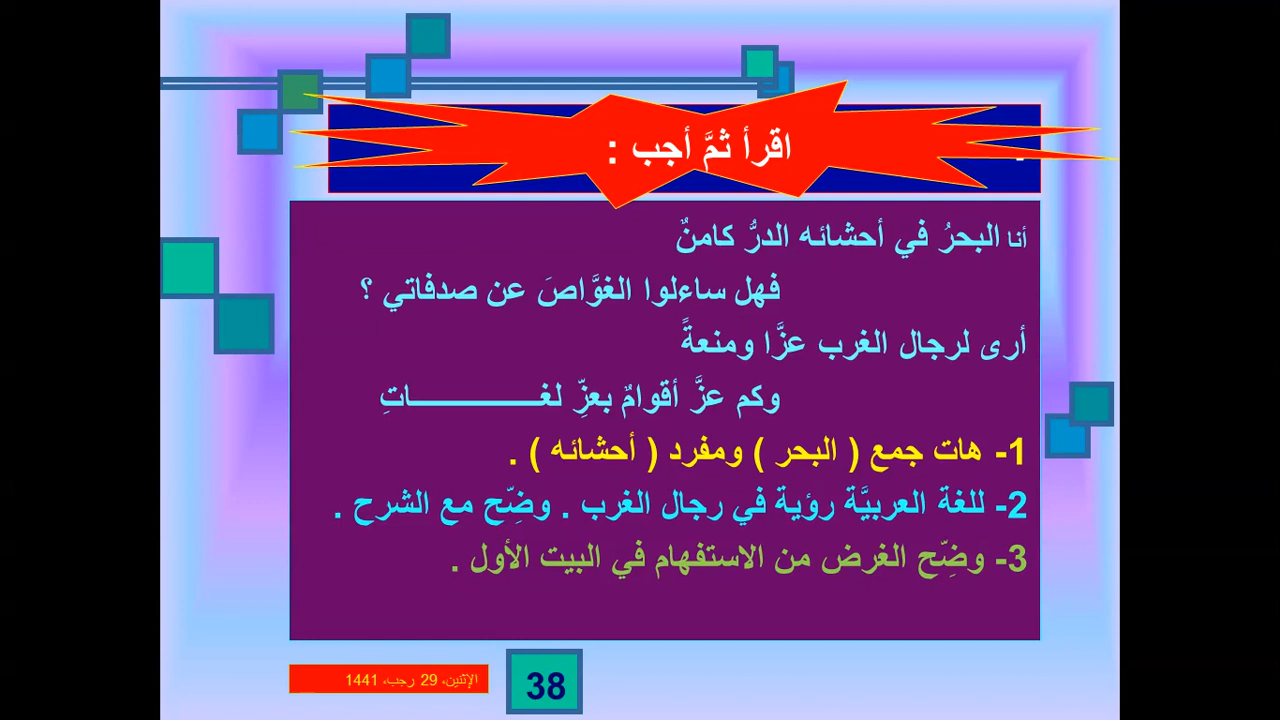 اقرأ ثمَّ أجب :
أنا البحرُ في أحشائه الدرُّ كامنٌ
فهل ساءلوا الغوَّاصَ عن صدفاتي ؟
أرى لرجال الغرب عزَّا ومنعةً
وكم عزَّ أقوامٌ بعزِّ لغـــــــــــــــاتِ
1- هات جمع ( البحر ) ومفرد ( أحشائه ) .
2- للغة العربيَّة رؤية في رجال الغرب . وضِّح مع الشرح .
3- وضِّح الغرض من الاستفهام في البيت الأول .
الإثنين، 29 رجب، 1441
38